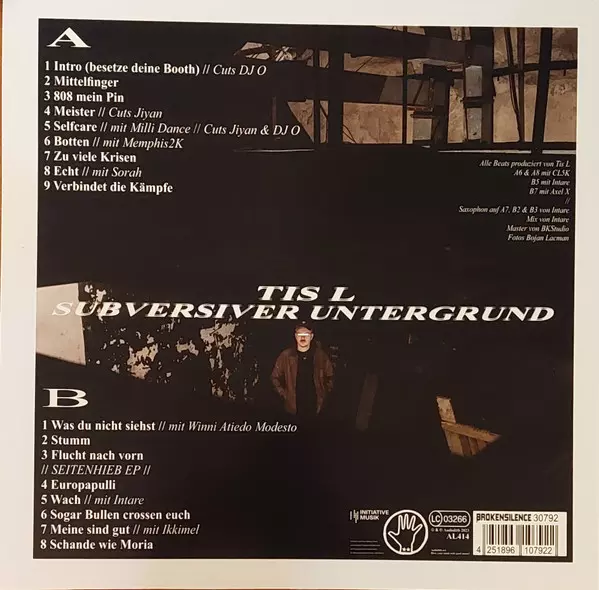 A
1 Intro (besetze deine Booth) // Cuts DJ O
2 Mittelfinger
3 808 mein Pin
4 Meister // Cuts Jiyan
5 Selfcare // mit Milli Dance // Cuts Jiyan & DJ O
6 Botten // mit Memphis2K
7 Zu viele Krisen
8 Echt // mit Sorah
9 Verbindet die Kämpfe
Alle Beats produziert von Tis L
A6 & A8 mit CL5K
B5 mit Intare
B7 mit Axel X
//
Saxophon auf A7, B2 & B3 von Intare
Mix von Intare
Master von BKStudio
Fotos Bojan Lacman
TIS L
SUBVERSIVER UNTERGRUND
B
1 Was du nicht siehst // mit Winni Atiedo Modesto
2 Stumm
3 Flucht nach vorn
// SEITENHIEB EP //
4 Europapulli
5 Wach // mit Intare
6 Sogar Bullen crossen euch
7 Meine sind gut // mit Ikkimel
8 Schande wie Moria
INITIATIVE
MUSIK
LC 03266
AL414
BROKENSILENCE 30792
4 251896 107922